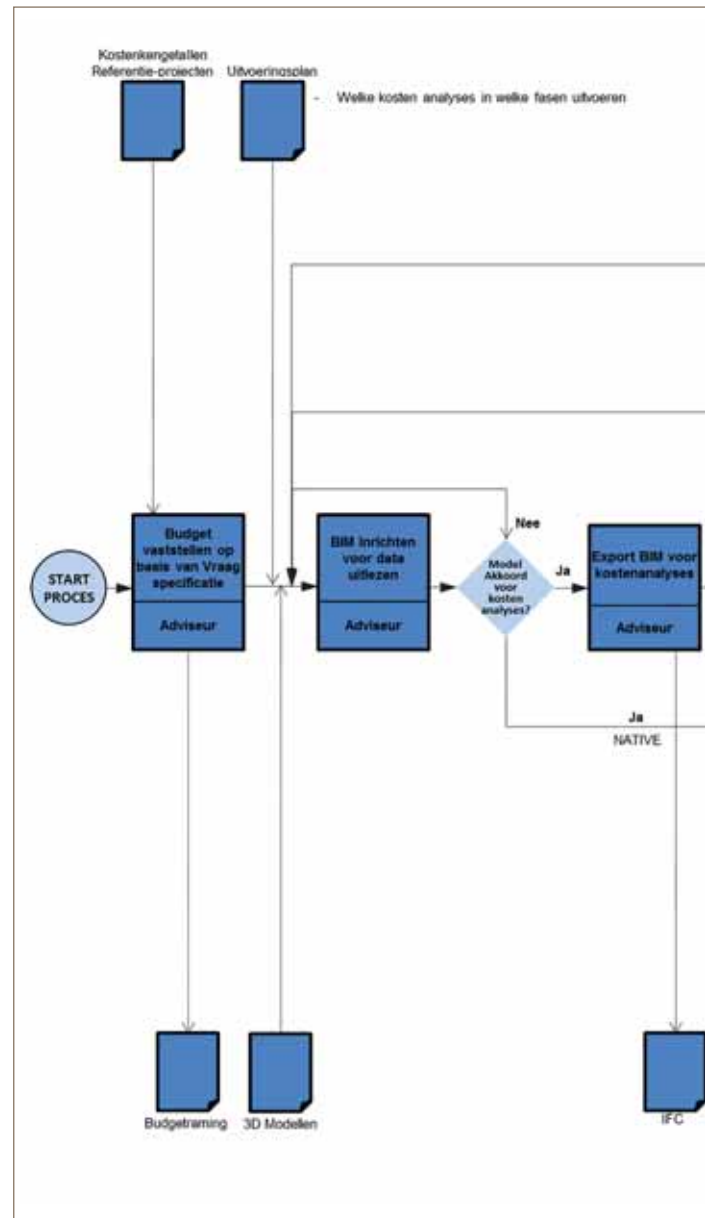 Kostenkengetallen
Referentie-projecten
Uitvoeringsplan
- Welke kosten analyses in welke fasen uitvoeren
START
PROCES
Budget
vaststellen op
basis van Vraag
specificatie
Adviseur
BIM inrichten
voor data
uitlezen
Adviseur
Nee
Model
Akkoord
voor
kosten
analyses?
Ja
Export BIM voor
kostenanalyses
Adviseur
Ja
NATIVE
Budgetraming
3D Modellen
IFC